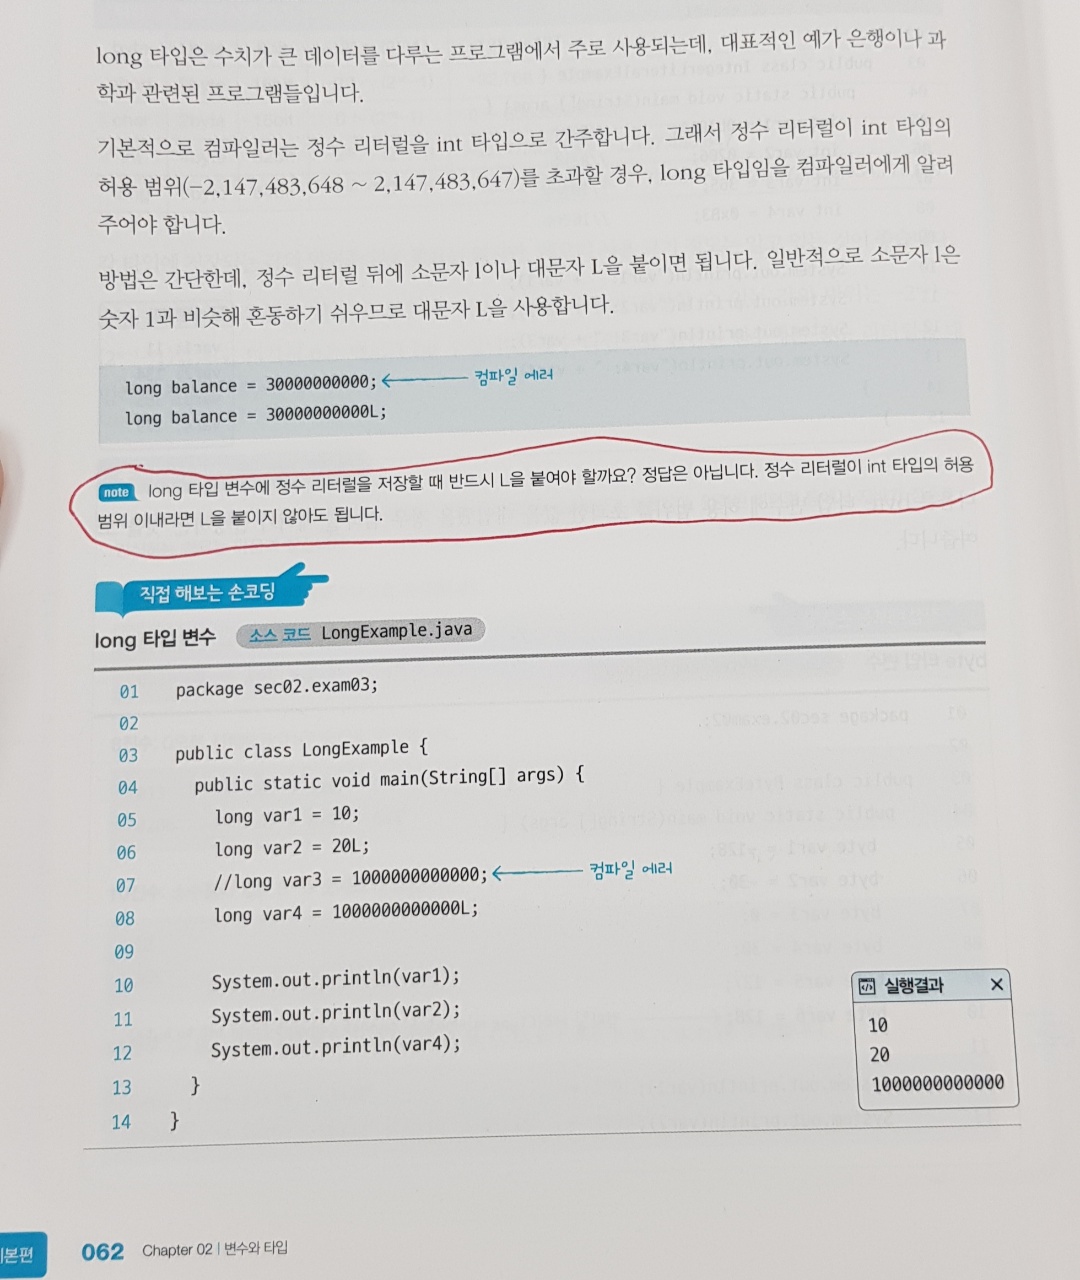 long 타입은 수치가 큰 데이터를 다루는 프로그램에서 주로 사용되는데, 대표적인 예가 은행이나 과
학과 관련된 프로그램들입니다.
기본적으로 컴파일러는 정수 리터럴을 int 타입으로 간주합니다. 그래서 정수 리터럴이 int 타입의
허용 범위(-2,147,483,648 ~ 2,147,483,647)를 초과할 경우, long 타입임을 컴파일러에게 알려
주어야 합니다.
방법은 간단한데, 정수 리터럴 뒤에 소문자 l이나 대문자 L을 붙이면 됩니다. 일반적으로 소문자 l은
숫자 1과 비슷해 혼동하기 쉬우므로 대문자 L을 사용합니다.
long balance = 30000000000; 컴파일 에러
long balance = 30000000000L;
note long 타입 변수에 정수 리터럴을 저장할 때 반드시 L을 붙여야 할까요? 정답은 아닙니다. 정수 리터럴이 int 타입의 허용
범위 이내라면 L을 붙이지 않아도 됩니다.
직접 해보는 손코딩
long 타입 변수 소스 코드 LongExample.java
01 package sec02.exam03;
02
03 public class LongExample {
04 public static void main(String[] args) {
05 long var1 = 10;
06 long var2 = 20L;
07 //long var3 = 1000000000000; 컴파일 에러
08 long var4 = 1000000000000L;
09
10 System.out.println(var1);
11 System.out.println(var2);
12 System.out.println(var4);
13 }
14 }
실행결과 ×
10
20
1000000000000
기본편 062 Chapter 02 | 변수와 타입